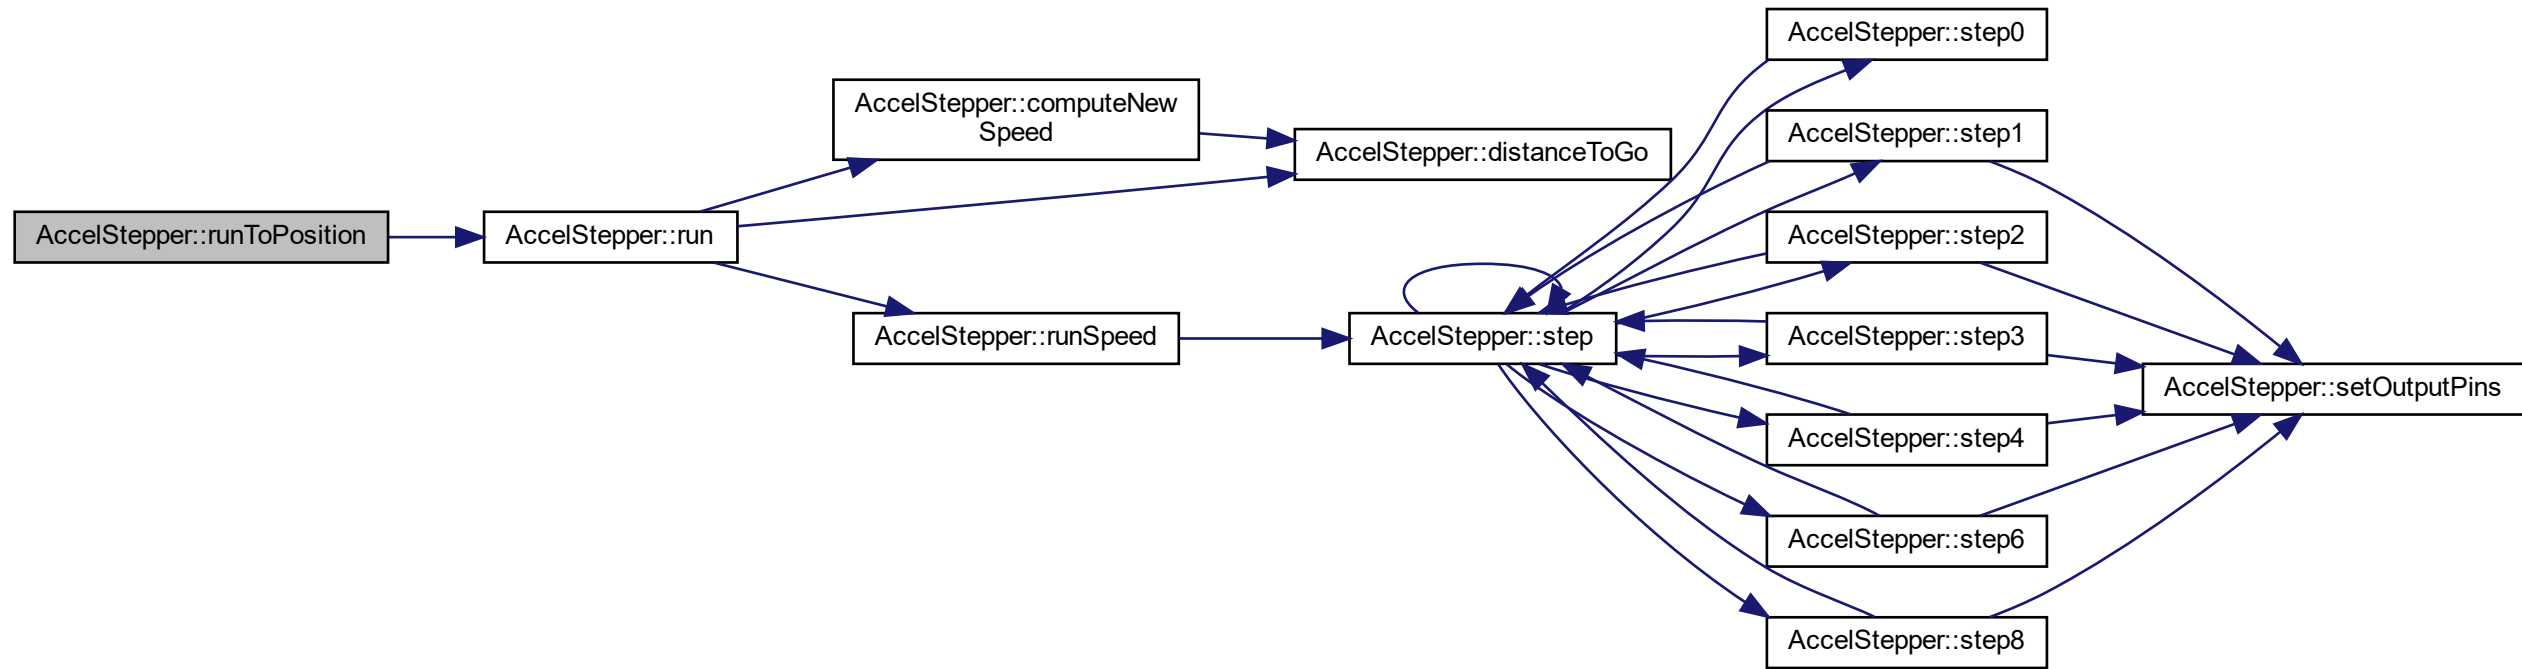 AccelStepper::runToPosition
AccelStepper::run
AccelStepper::computeNew
Speed
AccelStepper::distanceToGo
AccelStepper::runSpeed
AccelStepper::step
AccelStepper::step0
AccelStepper::step1
AccelStepper::step2
AccelStepper::step3
AccelStepper::step4
AccelStepper::step6
AccelStepper::step8
AccelStepper::setOutputPins